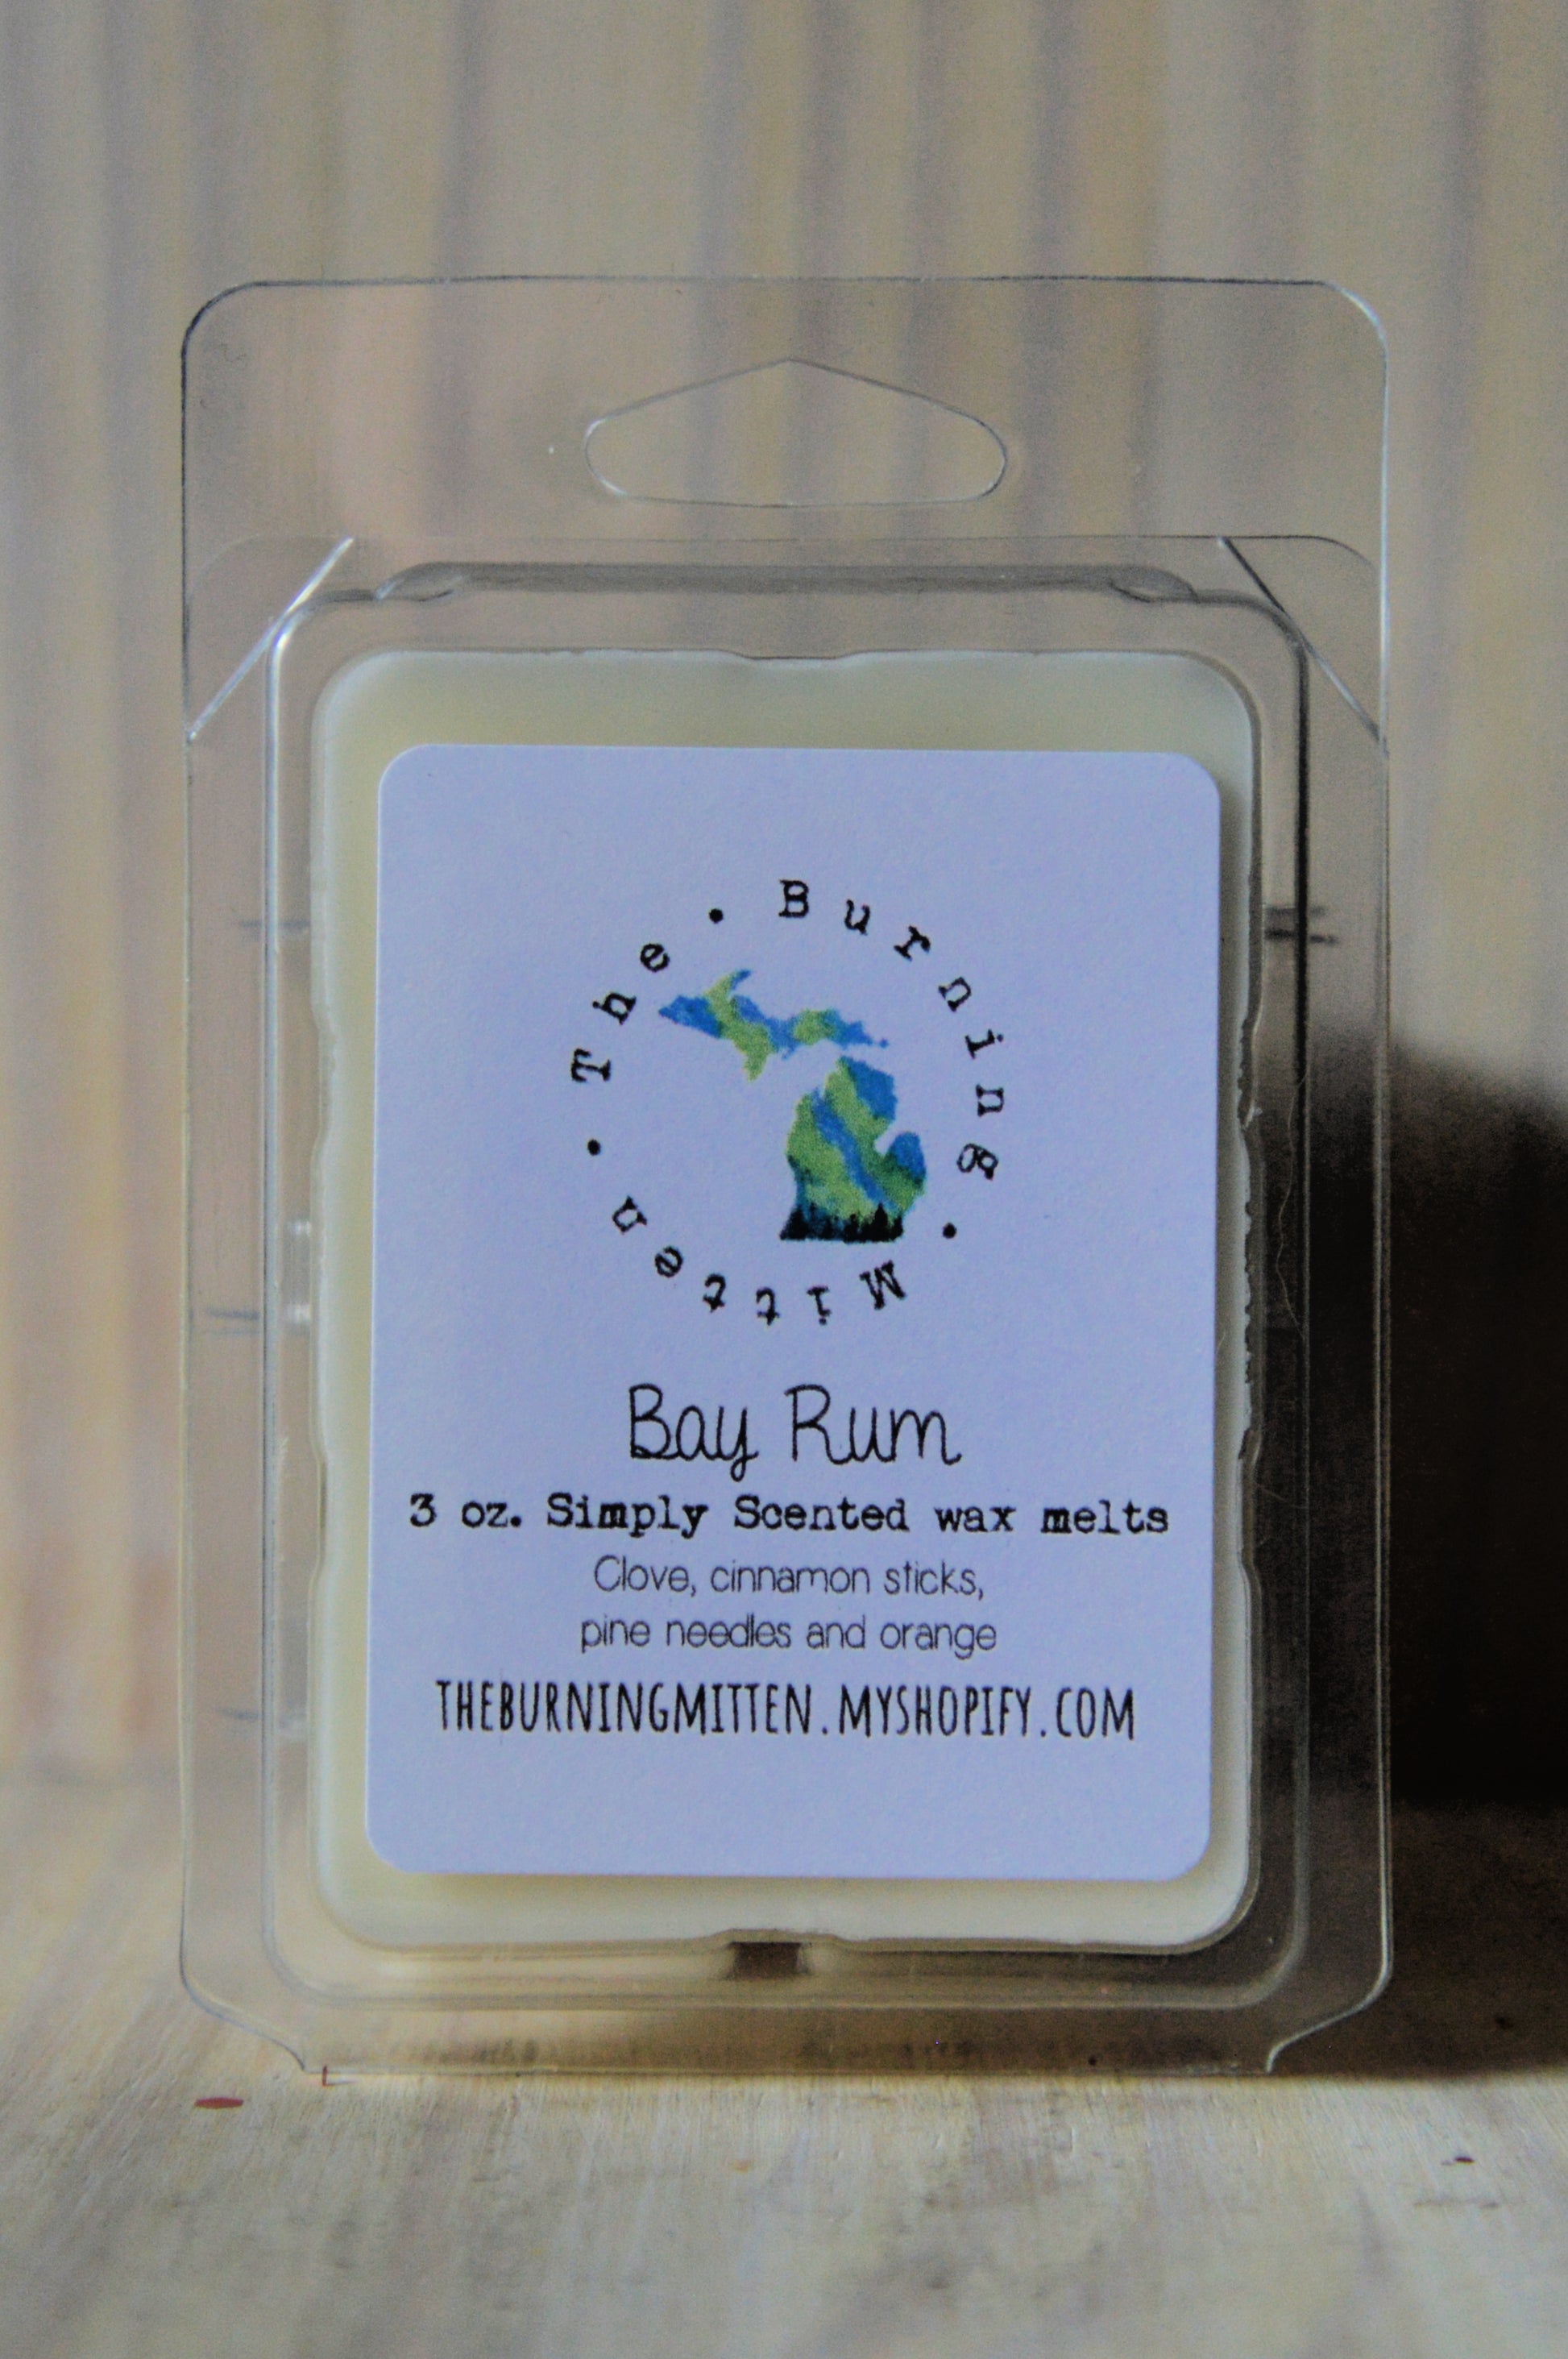 The . Burning . Mitten .
Bay Rum
3 oz. Simply Scented wax melts
Clove, cinnamon sticks,
pine needles and orange
THEBURNINGMITTEN.MYSHOPIFY.COM